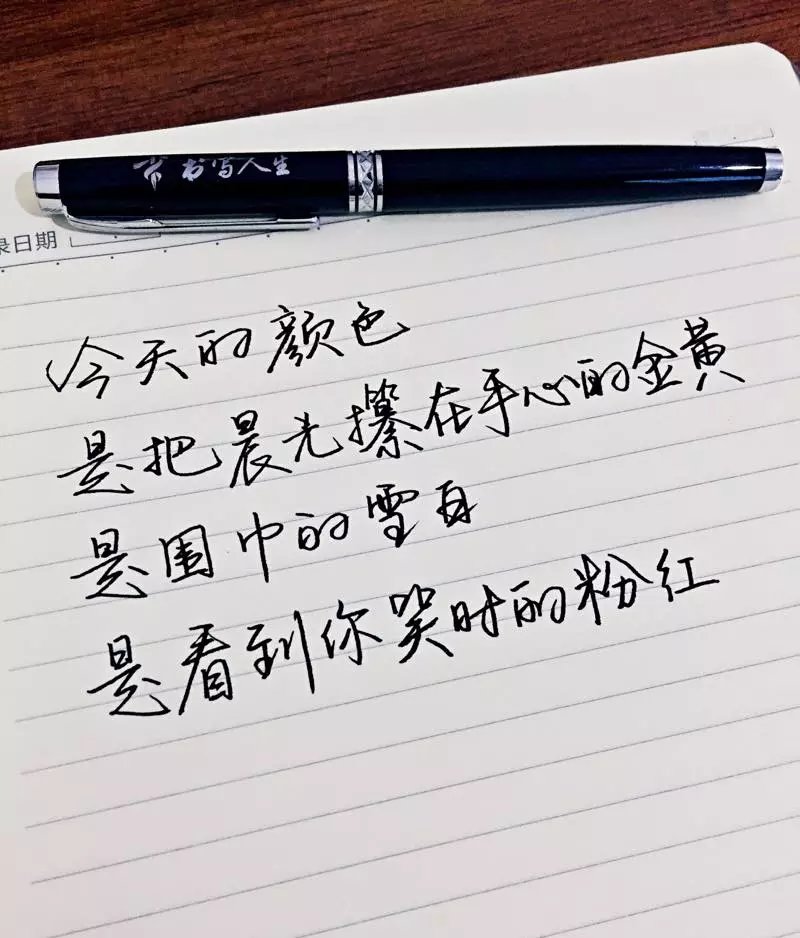 书写人生
录日期
今天的颜色
是把晨光攥在手心的金黄
是围巾的雪白
是看到你笑时的粉红